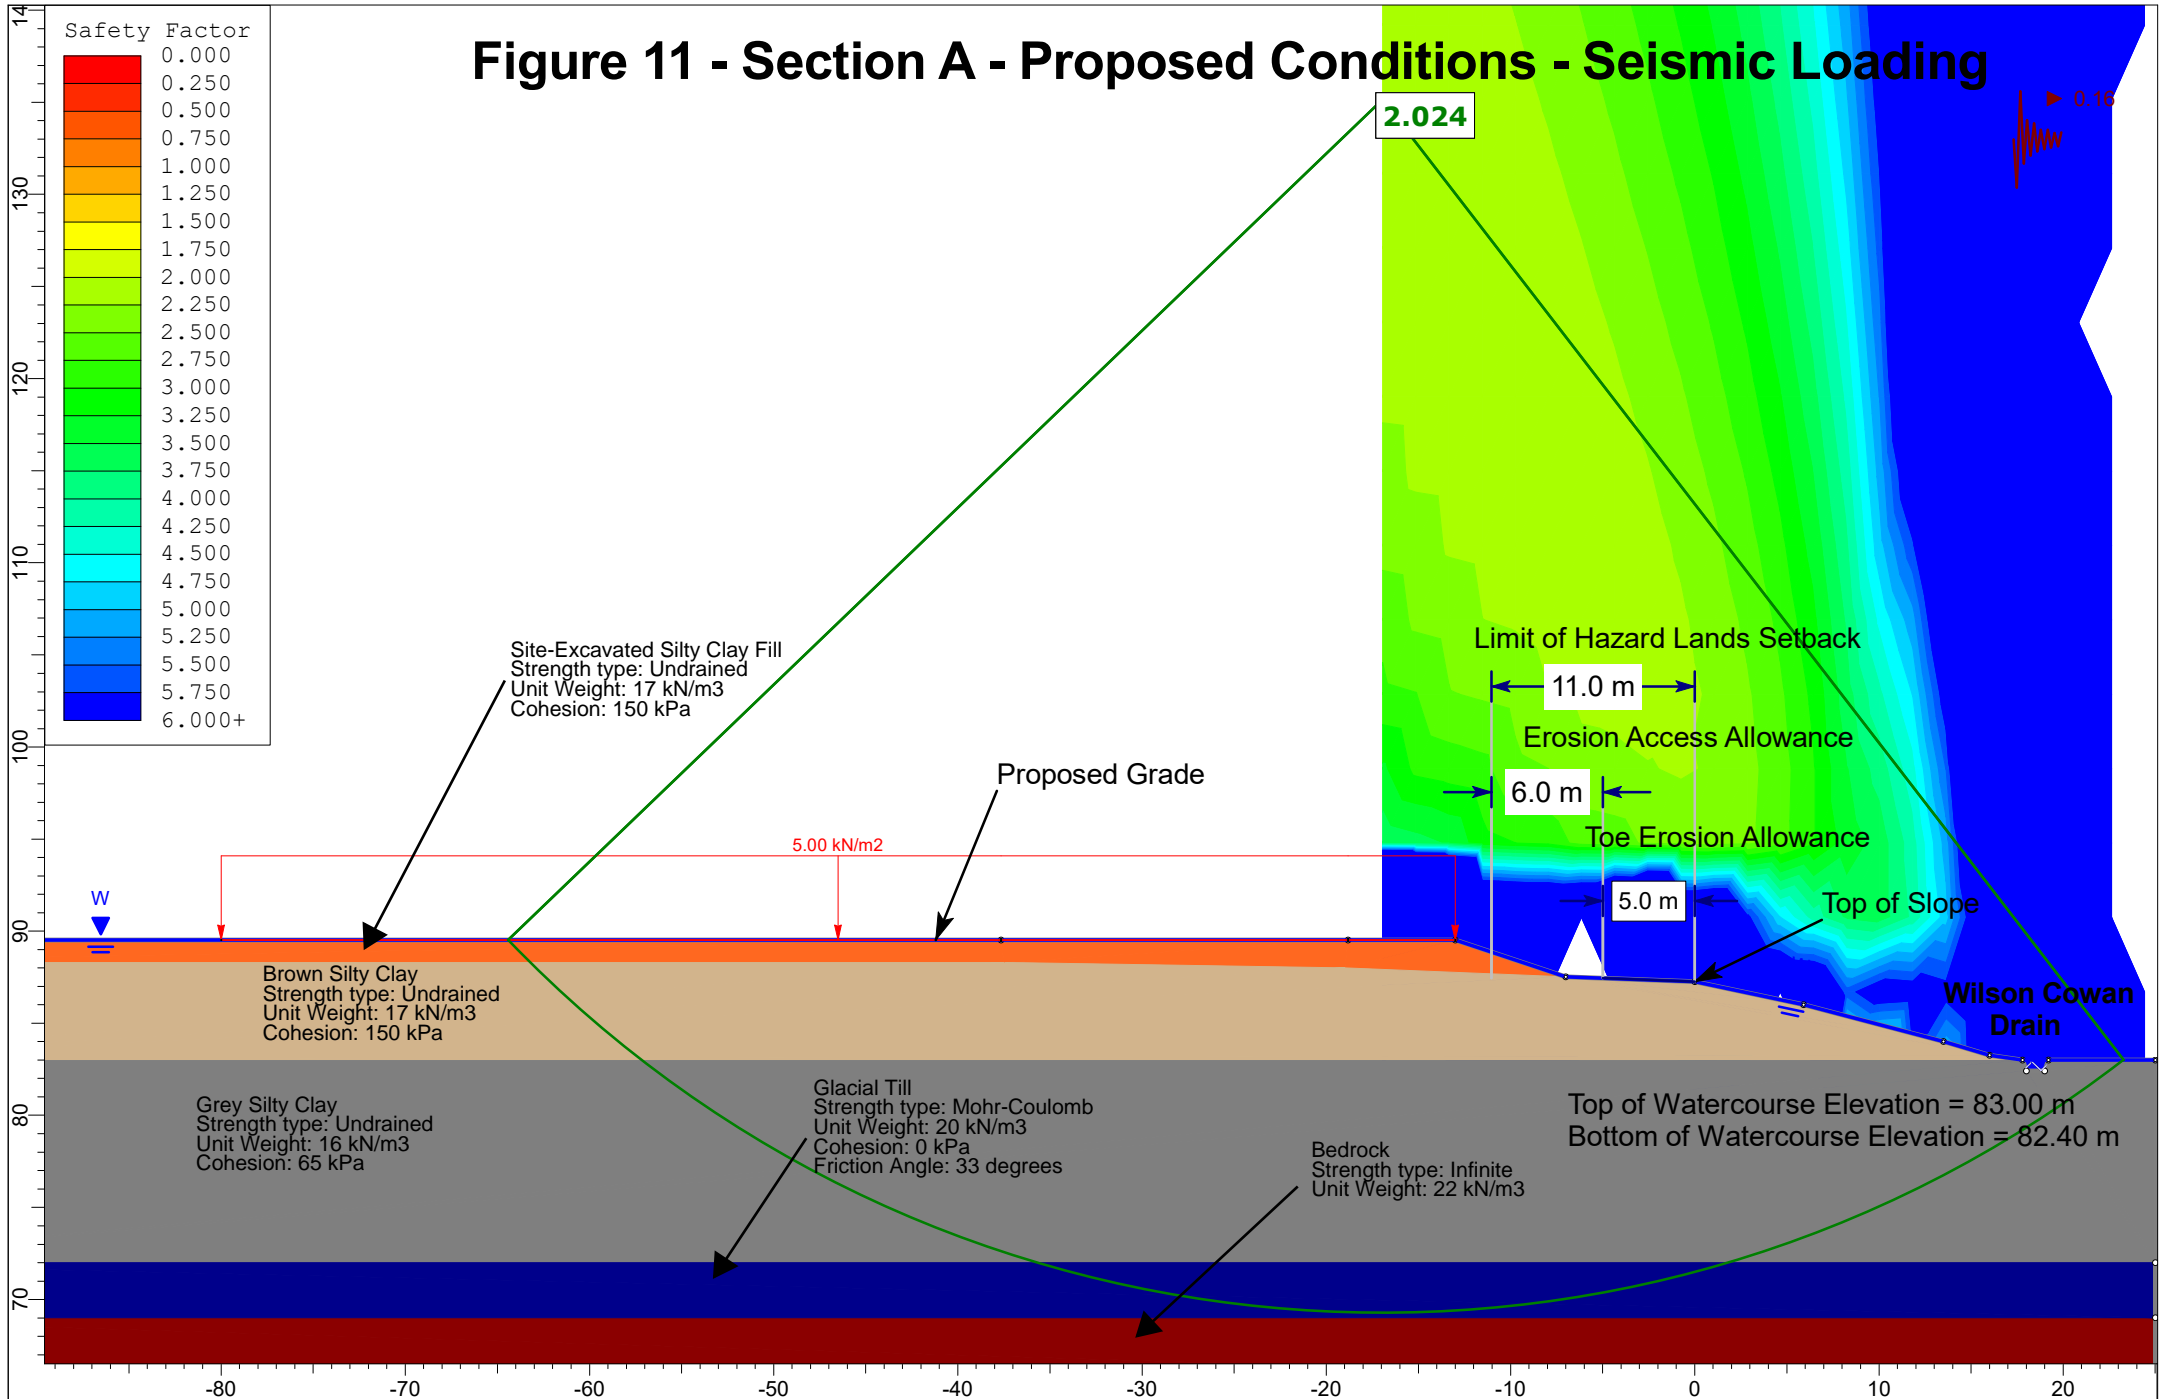 Safety Factor
0.000
0.250
0.500
0.750
1.000
1.250
1.500
1.750
2.000
2.250
2.500
2.750
3.000
3.250
3.500
3.750
4.000
4.250
4.500
4.750
5.000
5.250
5.500
5.750
6.000+
Figure 11 - Section A - Proposed Conditions - Seismic Loading
2.024
0.16
Site-Excavated Silty Clay Fill
Strength type: Undrained
Unit Weight: 17 kN/m3
Cohesion: 150 kPa
Limit of Hazard Lands Setback
11.0 m
Erosion Access Allowance
6.0 m
Proposed Grade
Toe Erosion Allowance
5.00 kN/m2
5.0 m
Top of Slope
W
Brown Silty Clay
Strength type: Undrained
Unit Weight: 17 kN/m3
Cohesion: 150 kPa
Wilson Cowan
Drain
Grey Silty Clay
Strength type: Undrained
Unit Weight: 16 kN/m3
Cohesion: 65 kPa
Glacial Till
Strength type: Mohr-Coulomb
Unit Weight: 20 kN/m3
Cohesion: 0 kPa
Friction Angle: 33 degrees
Bedrock
Strength type: Infinite
Unit Weight: 22 kN/m3
Top of Watercourse Elevation = 83.00 m
Bottom of Watercourse Elevation = 82.40 m
14
130
120
110
100
90
80
70
-80 -70 -60 -50 -40 -30 -20 -10 0 10 20